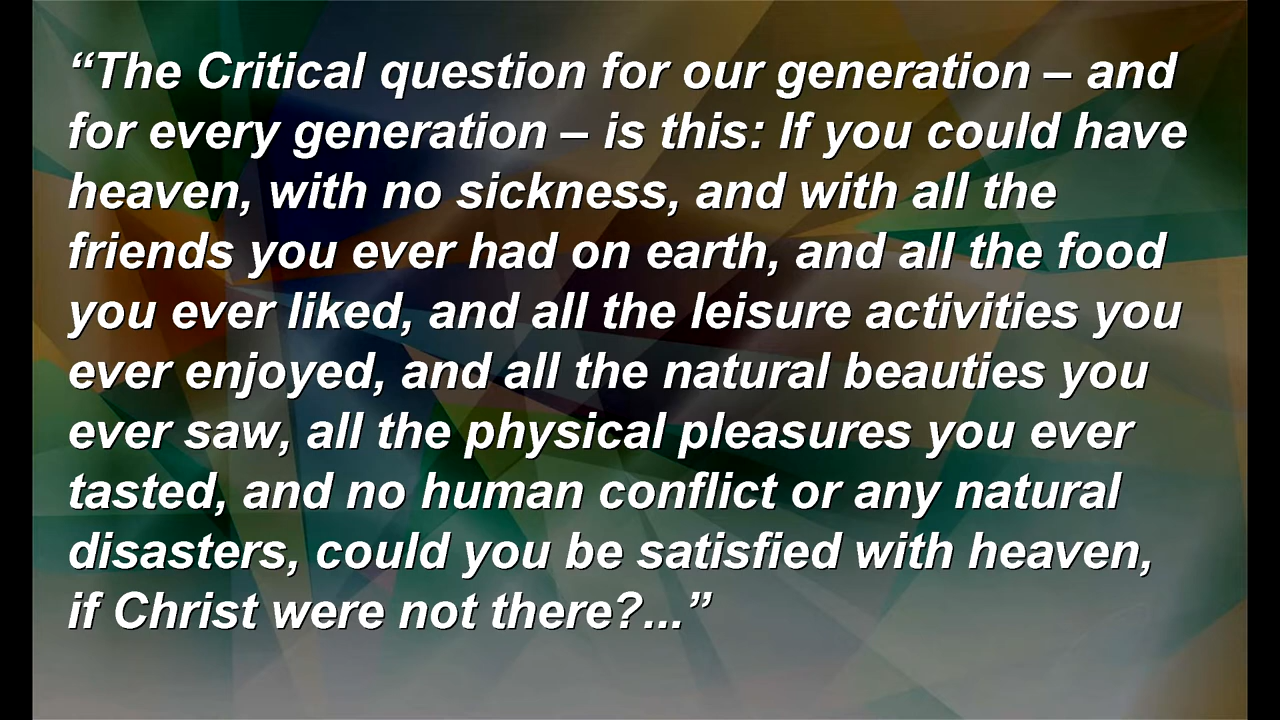 “The Critical question for our generation – and
for every generation – is this: If you could have
heaven, with no sickness, and with all the
friends you ever had on earth, and all the food
you ever liked, and all the leisure activities you
ever enjoyed, and all the natural beauties you
ever saw, all the physical pleasures you ever
tasted, and no human conflict or any natural
disasters, could you be satisfied with heaven,
if Christ were not there?...”